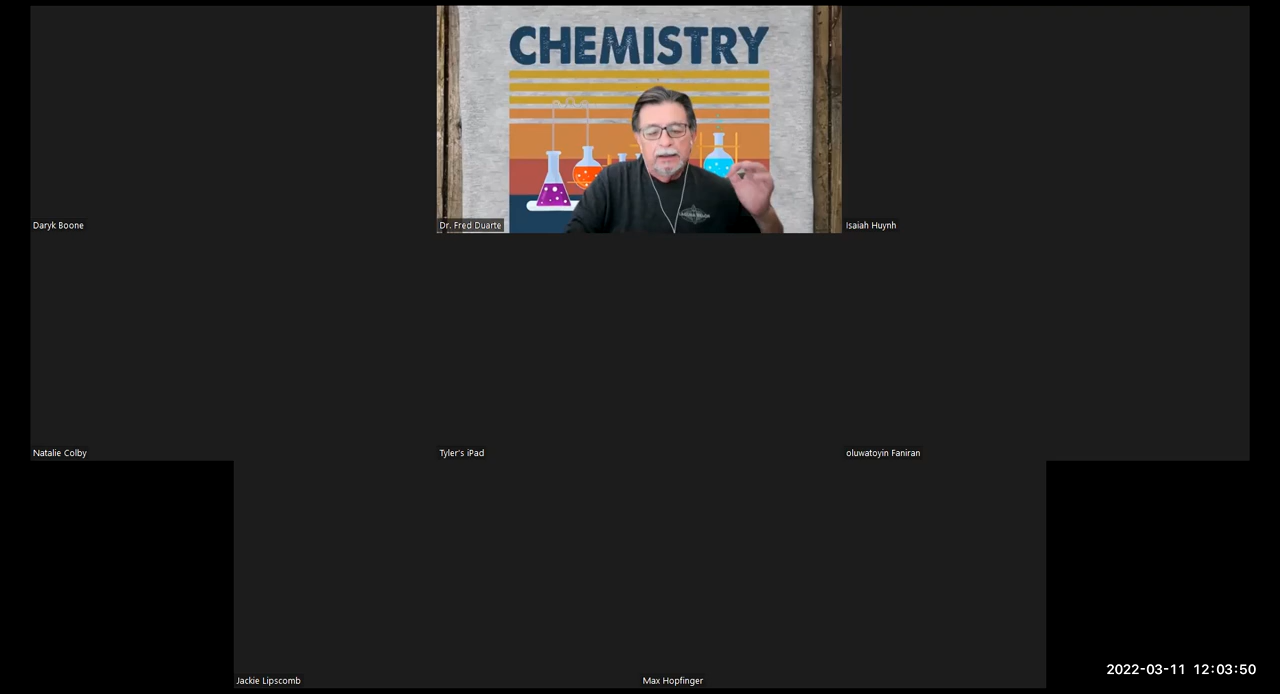 CHEMISTRY
Daryk Boone
Dr. Fred Duarte
Isaiah Huynh
Natalie Colby
Tyler's iPad
oluwatoyin Faniran
Jackie Lipscomb
Max Hopfinger
2022-03-11 12:03:50